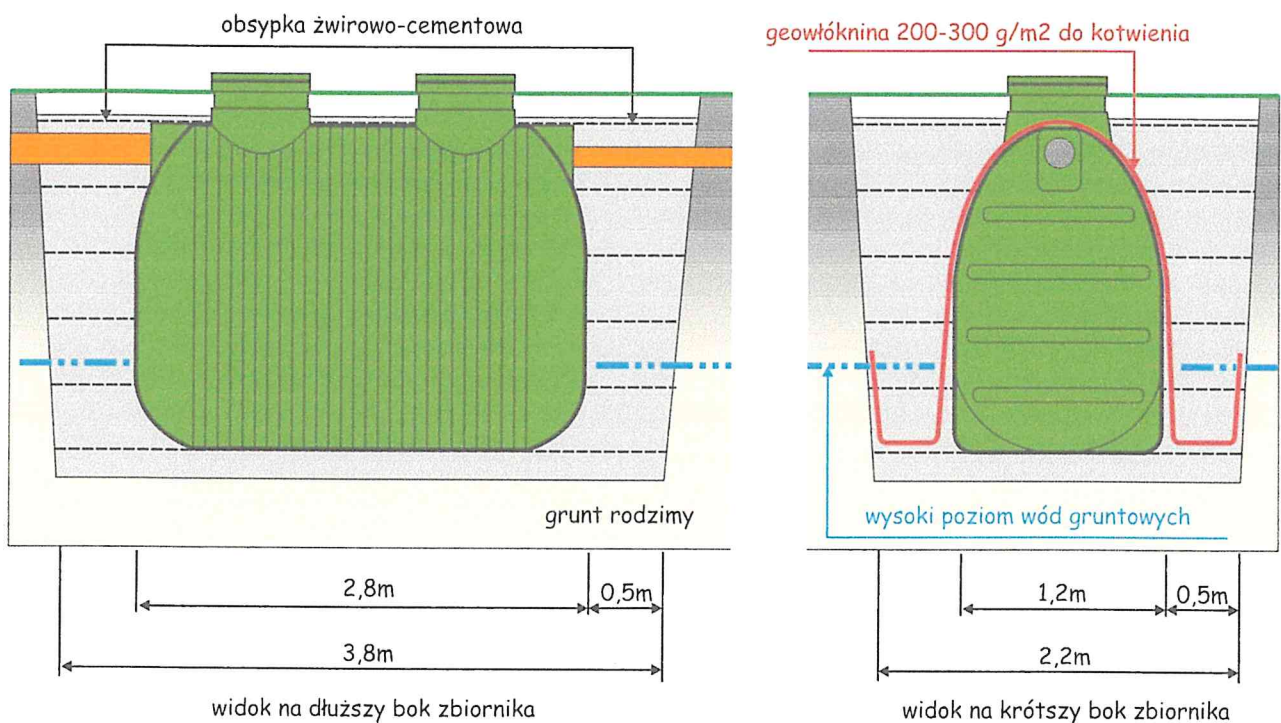 obsypka żwirowo-cementowa
geowłóknina 200-300 g/m2 do kotwienia
grunt rodzimy
wysoki poziom wód gruntowych
2,8m
0,5m
3,8m
1,2m
0,5m
2,2m
widok na dłuższy bok zbiornika
widok na krótszy bok zbiornika